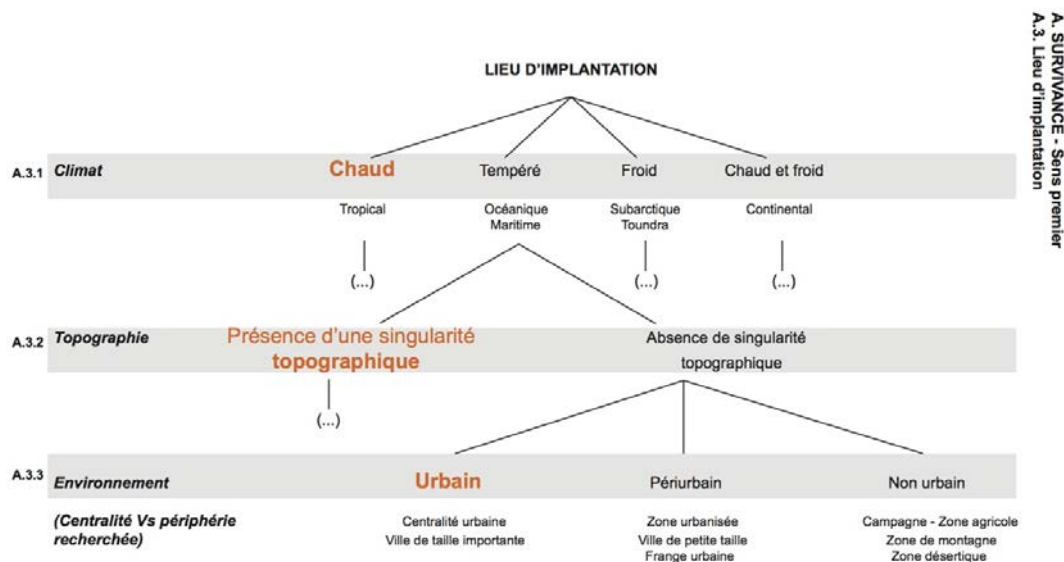 A. SURVIVANCE - Sens premier
A.3. Lieu d'implantation
LIEU D'IMPLANTATION
A.3.1 Climat Chaud Tempéré Froid Chaud et froid
Tropical Océanique Subarctique Continental
Maritime Toundra
(...) (...) (...)
A.3.2 Topographie Présence d'une singularité Absence de singularité
topographique topographique
(...)
A.3.3 Environnement Urbain Périurbain Non urbain
(Centralité Vs périphérie Centralité urbaine Zone urbanisée Campagne - Zone agricole
recherchée) Ville de taille importante Ville de petite taille Zone de montagne
Frange urbaine Zone désertique